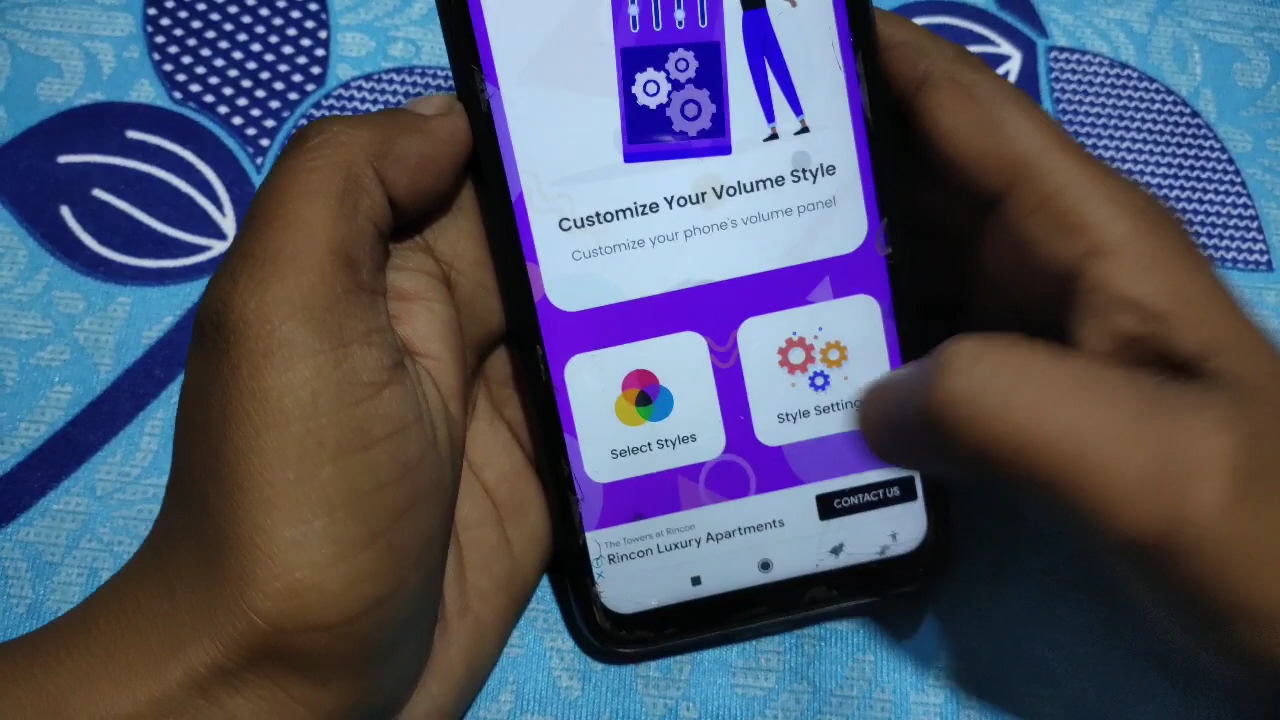 Customize Your Volume Style
Customize your phone's volume panel
Select Styles
Style Setting
The Towers at Rincon
Rincon Luxury Apartments
CONTACT US